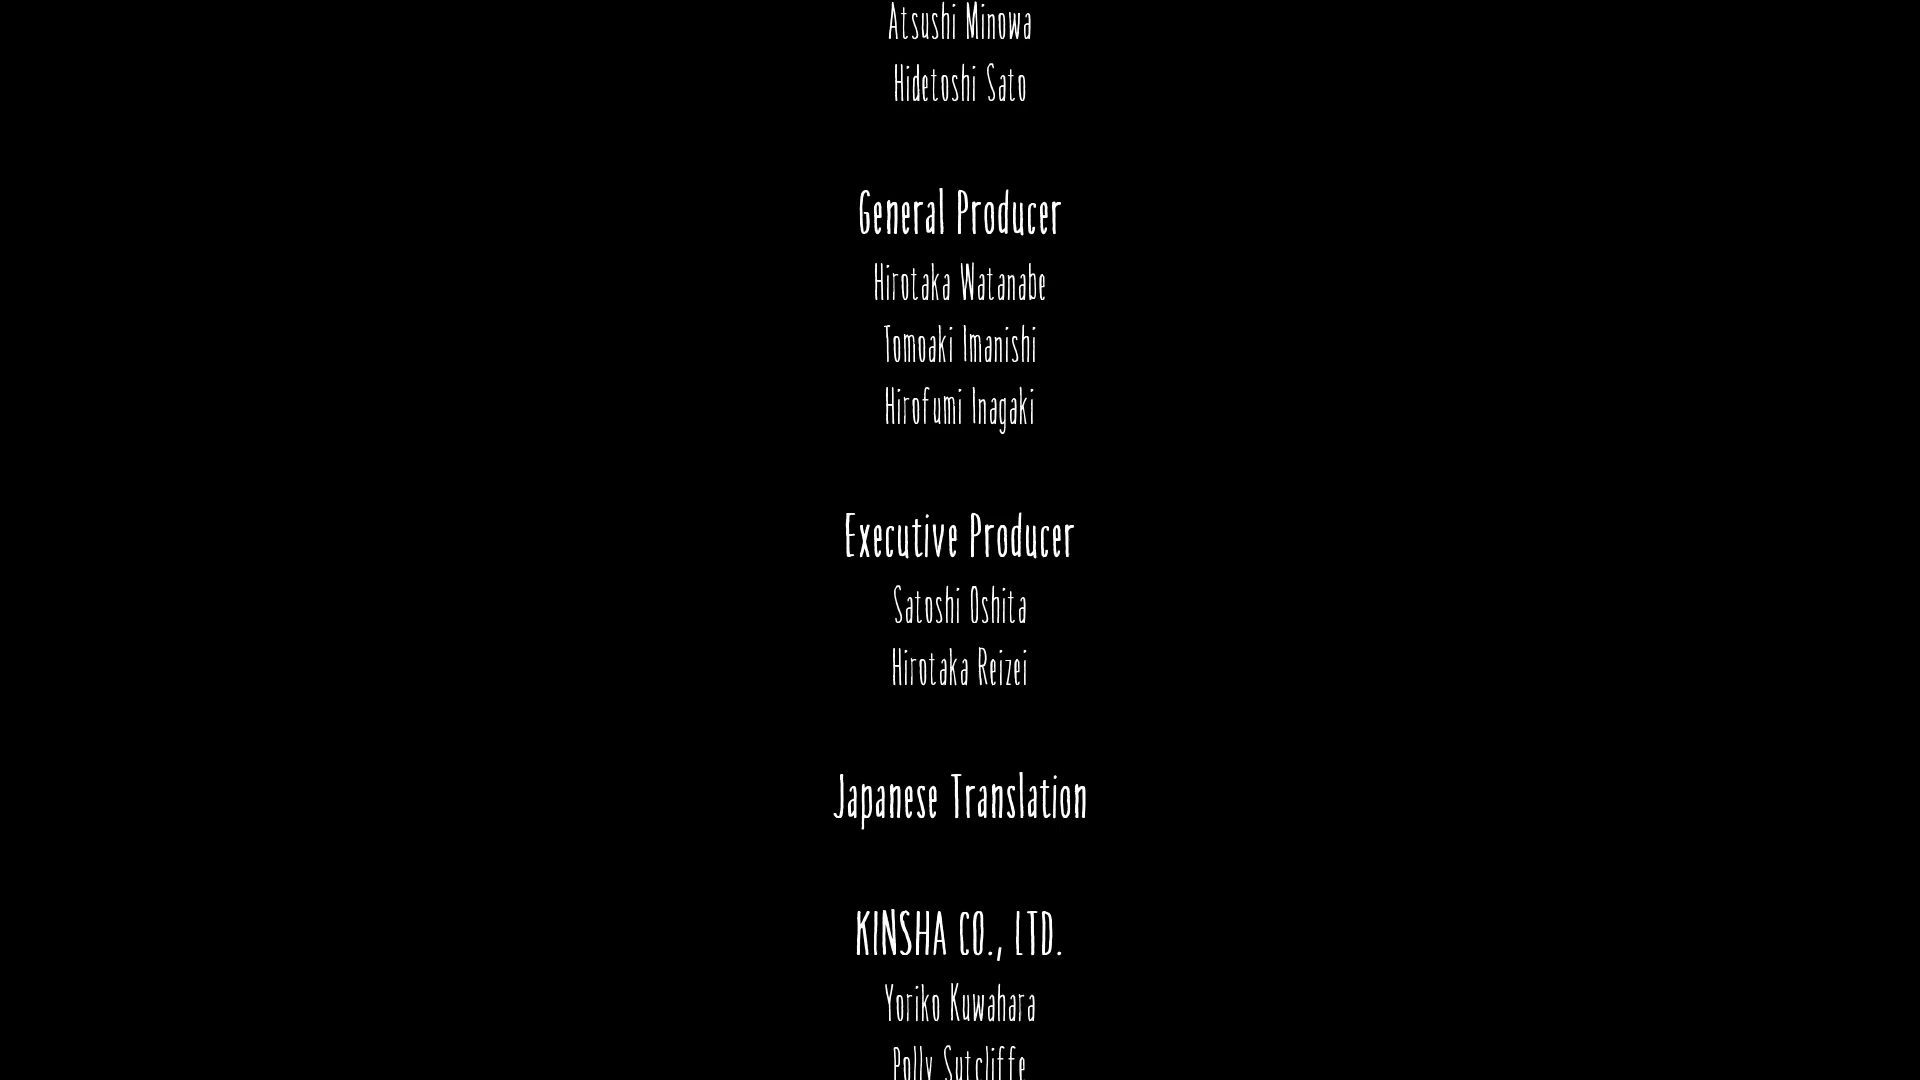 Atsushi Minowa
Hidetoshi Sato
General Producer
Hirotaka Watanabe
Tomoaki Imanishi
Hirofumi Inagaki
Executive Producer
Satoshi Oshita
Hirotaka Reizei
Japanese Translation
KINSHA CO., LTD.
Yoriko Kuwahara
Polly Sutcliffe